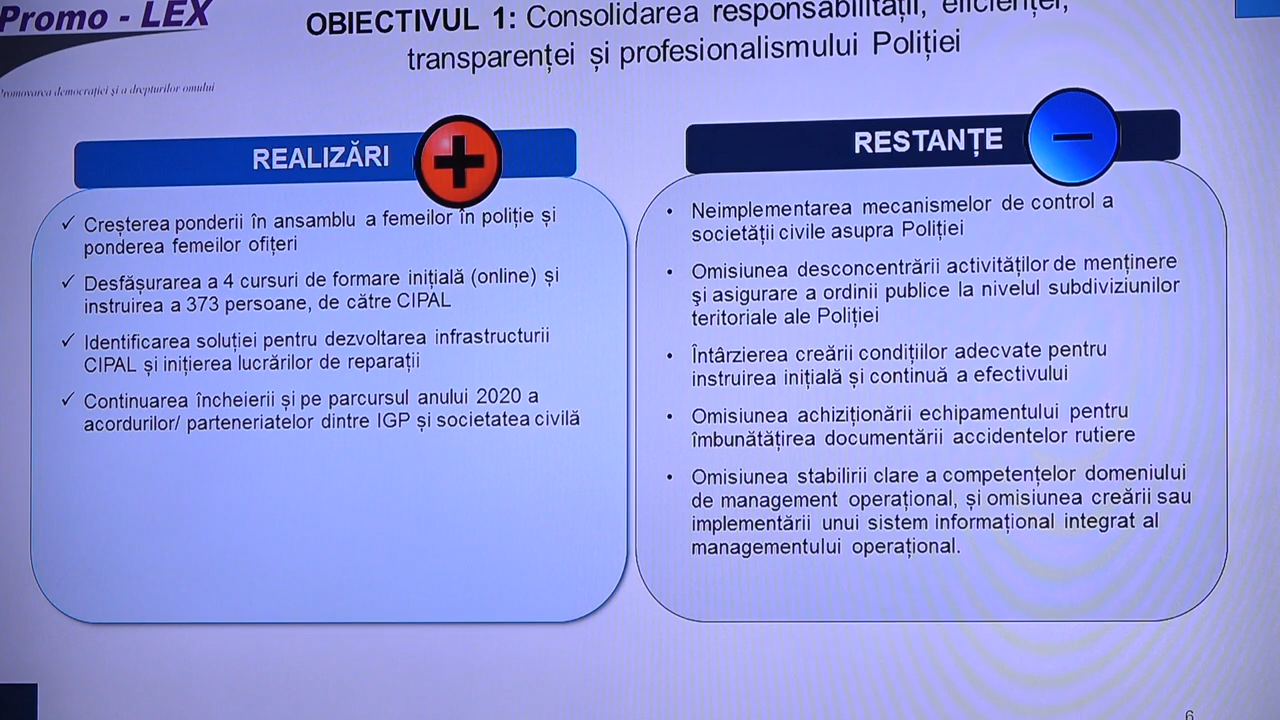 Promo - LEX
Promovarea democrației și a drepturilor omului
OBIECTIVUL 1: Consolidarea responsabilității, eficienței,
transparenței și profesionalismului Poliției
REALIZĂRI
✓ Creșterea ponderii în ansamblu a femeilor în poliție și
ponderea femeilor ofițeri
✓ Desfășurarea a 4 cursuri de formare inițială (online) și
instruirea a 373 persoane, de către CIPAL
✓ Identificarea soluției pentru dezvoltarea infrastructurii
CIPAL și inițierea lucrărilor de reparații
✓ Continuarea încheierii și pe parcursul anului 2020 a
acordurilor/ parteneriatelor dintre IGP și societatea civilă
RESTANȚE
• Neimplementarea mecanismelor de control a
societății civile asupra Poliției
• Omisiunea desconcentrării activităților de menținere
și asigurare a ordinii publice la nivelul subdiviziunilor
teritoriale ale Poliției
• Întârzierea creării condițiilor adecvate pentru
instruirea inițială și continuă a efectivului
• Omisiunea achiziționării echipamentului pentru
îmbunătățirea documentării accidentelor rutiere
• Omisiunea stabilirii clare a competențelor domeniului
de management operațional, și omisiunea creării sau
implementării unui sistem informațional integrat al
managementului operațional.
6